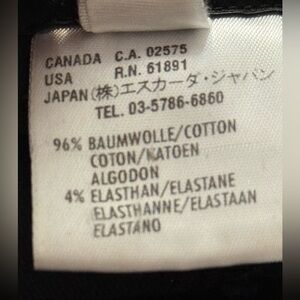 CANADA C.A. 02575
USA R.N. 61891
JAPAN (株)エスカーダ・ジャパン
TEL. 03-5786-6860
96% BAUMWOLLE/COTTON
COTON/KATOEN
ALGODON
4% ELASTHAN/ELASTANE
ELASTHANNE/ELASTAAN
ELASTANO